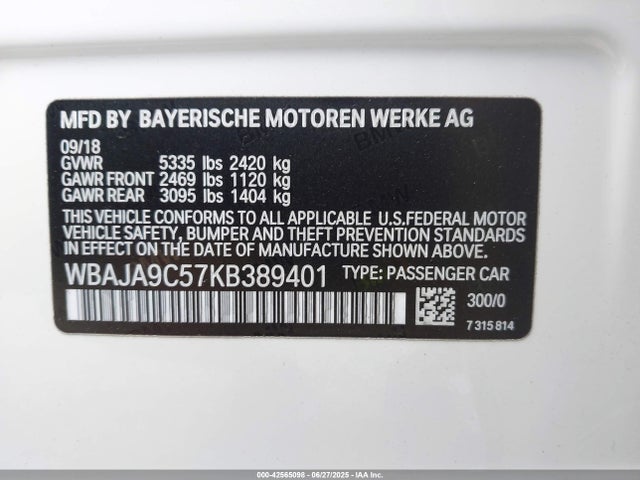 MFD BY BAYERISCHE MOTOREN WERKE AG
09/18
GVWR 5335 lbs 2420 kg
GAWR FRONT 2469 lbs 1120 kg
GAWR REAR 3095 lbs 1404 kg
THIS VEHICLE CONFORMS TO ALL APPLICABLE U.S.FEDERAL MOTOR
VEHICLE SAFETY, BUMPER AND THEFT PREVENTION STANDARDS
IN EFFECT ON THE DATE OF MANUFACTURE SHOWN ABOVE.
WBAJA9C57KB389401 TYPE: PASSENGER CAR
300/0
7 315 814
000-42565098 - 06/27/2025 - IAA Inc.